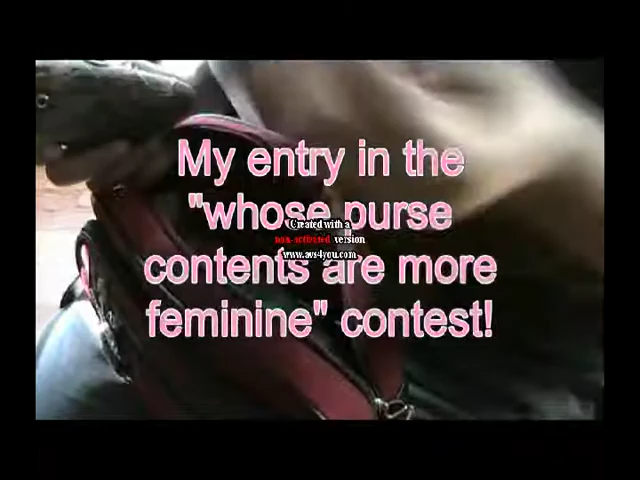 My entry in the
"whose purse
Created with a
non-activated version
www.avs4you.com
contents are more
feminine" contest!